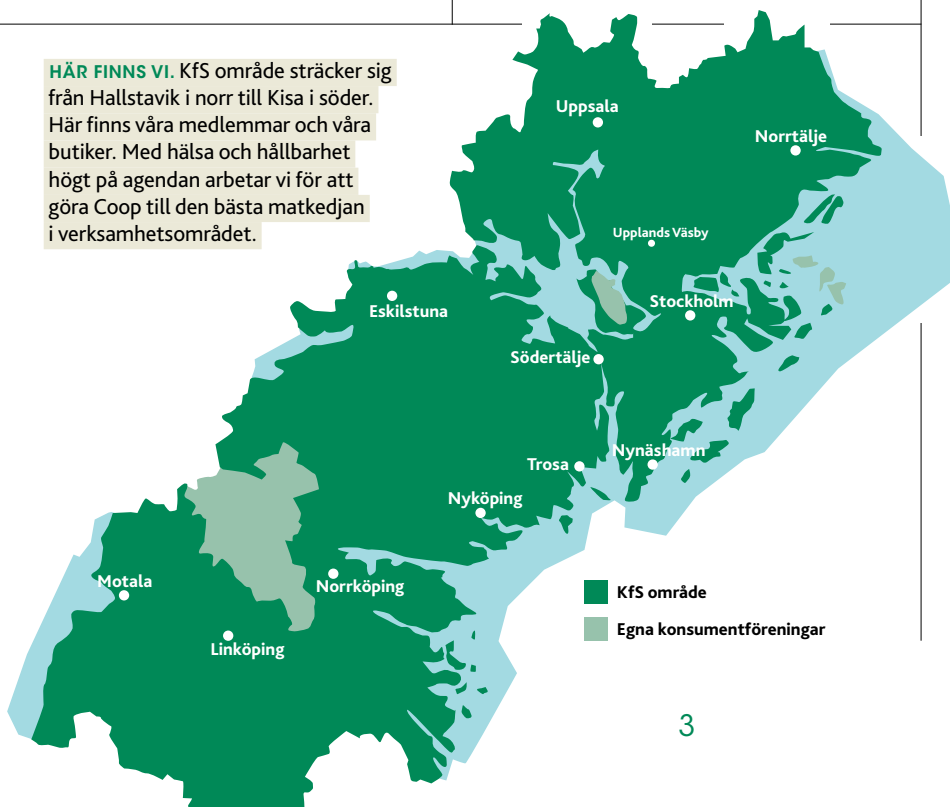 HÄR FINNS VI. KfS område sträcker sig
från Hallstavik i norr till Kisa i söder.
Här finns våra medlemmar och våra
butiker. Med hälsa och hållbarhet
högt på agendan arbetar vi för att
göra Coop till den bästa matkedjan
i verksamhetsområdet.
Uppsala
Norrtälje
Upplands Väsby
Stockholm
Eskilstuna
Södertälje
Nynäshamn
Trosa
Nyköping
Motala
Norrköping
Linköping
KfS område
Egna konsumentföreningar
3